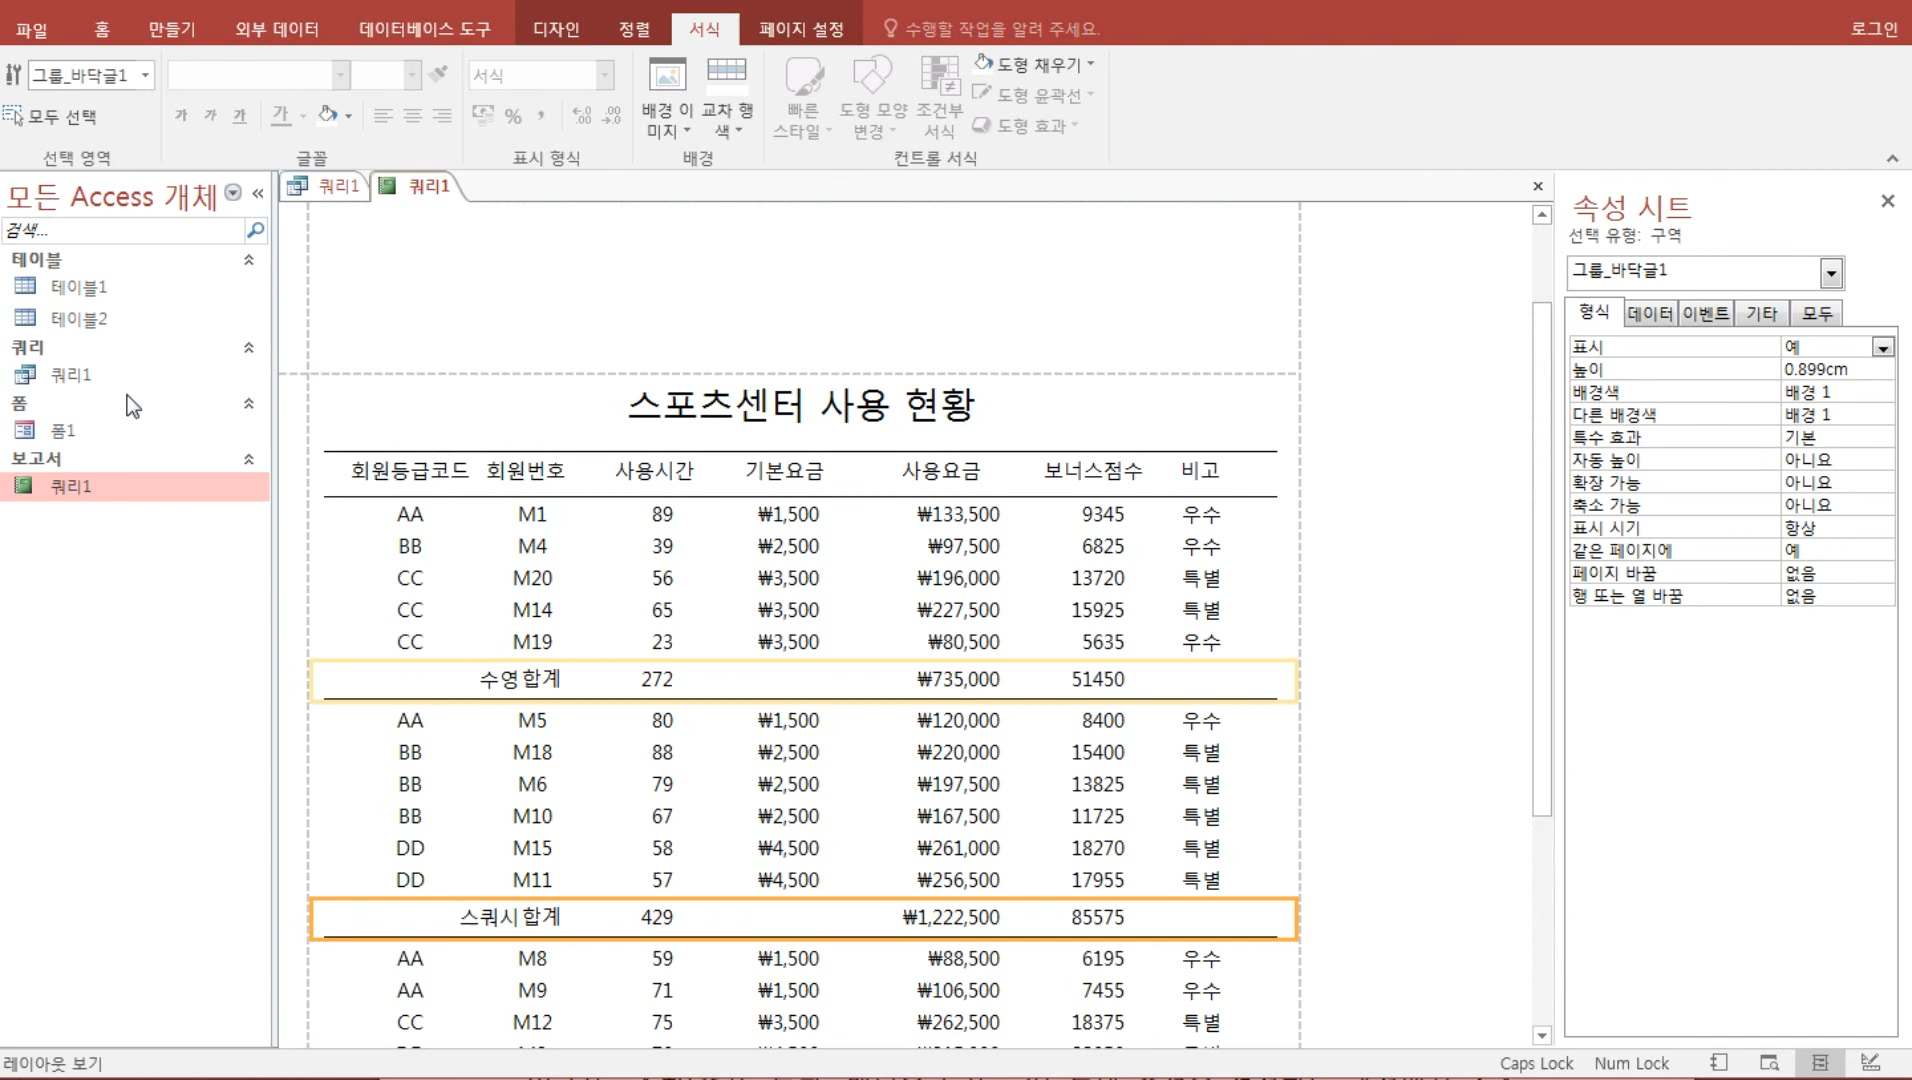 파일 홈 만들기 외부 데이터 데이터베이스 도구 디자인 정렬 서식 페이지 설정 수행할 작업을 알려 주세요. 로그인
그룹_바닥글1
모두 선택
선택 영역
가 가 가 가
글꼴
서식
% , ←.0 .00 .00 →.0
표시 형식
배경 이미지
교차 행 색
배경
빠른 스타일
도형 모양 변경
조건부 서식
도형 채우기
도형 윤곽선
도형 효과
컨트롤 서식
모든 Access 개체
검색...
테이블
테이블1
테이블2
쿼리
쿼리1
폼
폼1
보고서
쿼리1
쿼리1 쿼리1
스포츠센터 사용 현황
회원등급코드 회원번호 사용시간 기본요금 사용요금 보너스점수 비고
AA M1 89 ₩1,500 ₩133,500 9345 우수
BB M4 39 ₩2,500 ₩97,500 6825 우수
CC M20 56 ₩3,500 ₩196,000 13720 특별
CC M14 65 ₩3,500 ₩227,500 15925 특별
CC M19 23 ₩3,500 ₩80,500 5635 우수
수영합계 272 ₩735,000 51450
AA M5 80 ₩1,500 ₩120,000 8400 우수
BB M18 88 ₩2,500 ₩220,000 15400 특별
BB M6 79 ₩2,500 ₩197,500 13825 특별
BB M10 67 ₩2,500 ₩167,500 11725 특별
DD M15 58 ₩4,500 ₩261,000 18270 특별
DD M11 57 ₩4,500 ₩256,500 17955 특별
스쿼시합계 429 ₩1,222,500 85575
AA M8 59 ₩1,500 ₩88,500 6195 우수
AA M9 71 ₩1,500 ₩106,500 7455 우수
CC M12 75 ₩3,500 ₩262,500 18375 특별
속성 시트
선택 유형: 구역
그룹_바닥글1
형식 데이터 이벤트 기타 모두
표시 예
높이 0.899cm
배경색 배경 1
다른 배경색 배경 1
특수 효과 기본
자동 높이 아니요
확장 가능 아니요
축소 가능 아니요
표시 시기 항상
같은 페이지에 예
페이지 바꿈 없음
행 또는 열 바꿈 없음
레이아웃 보기 Caps Lock Num Lock